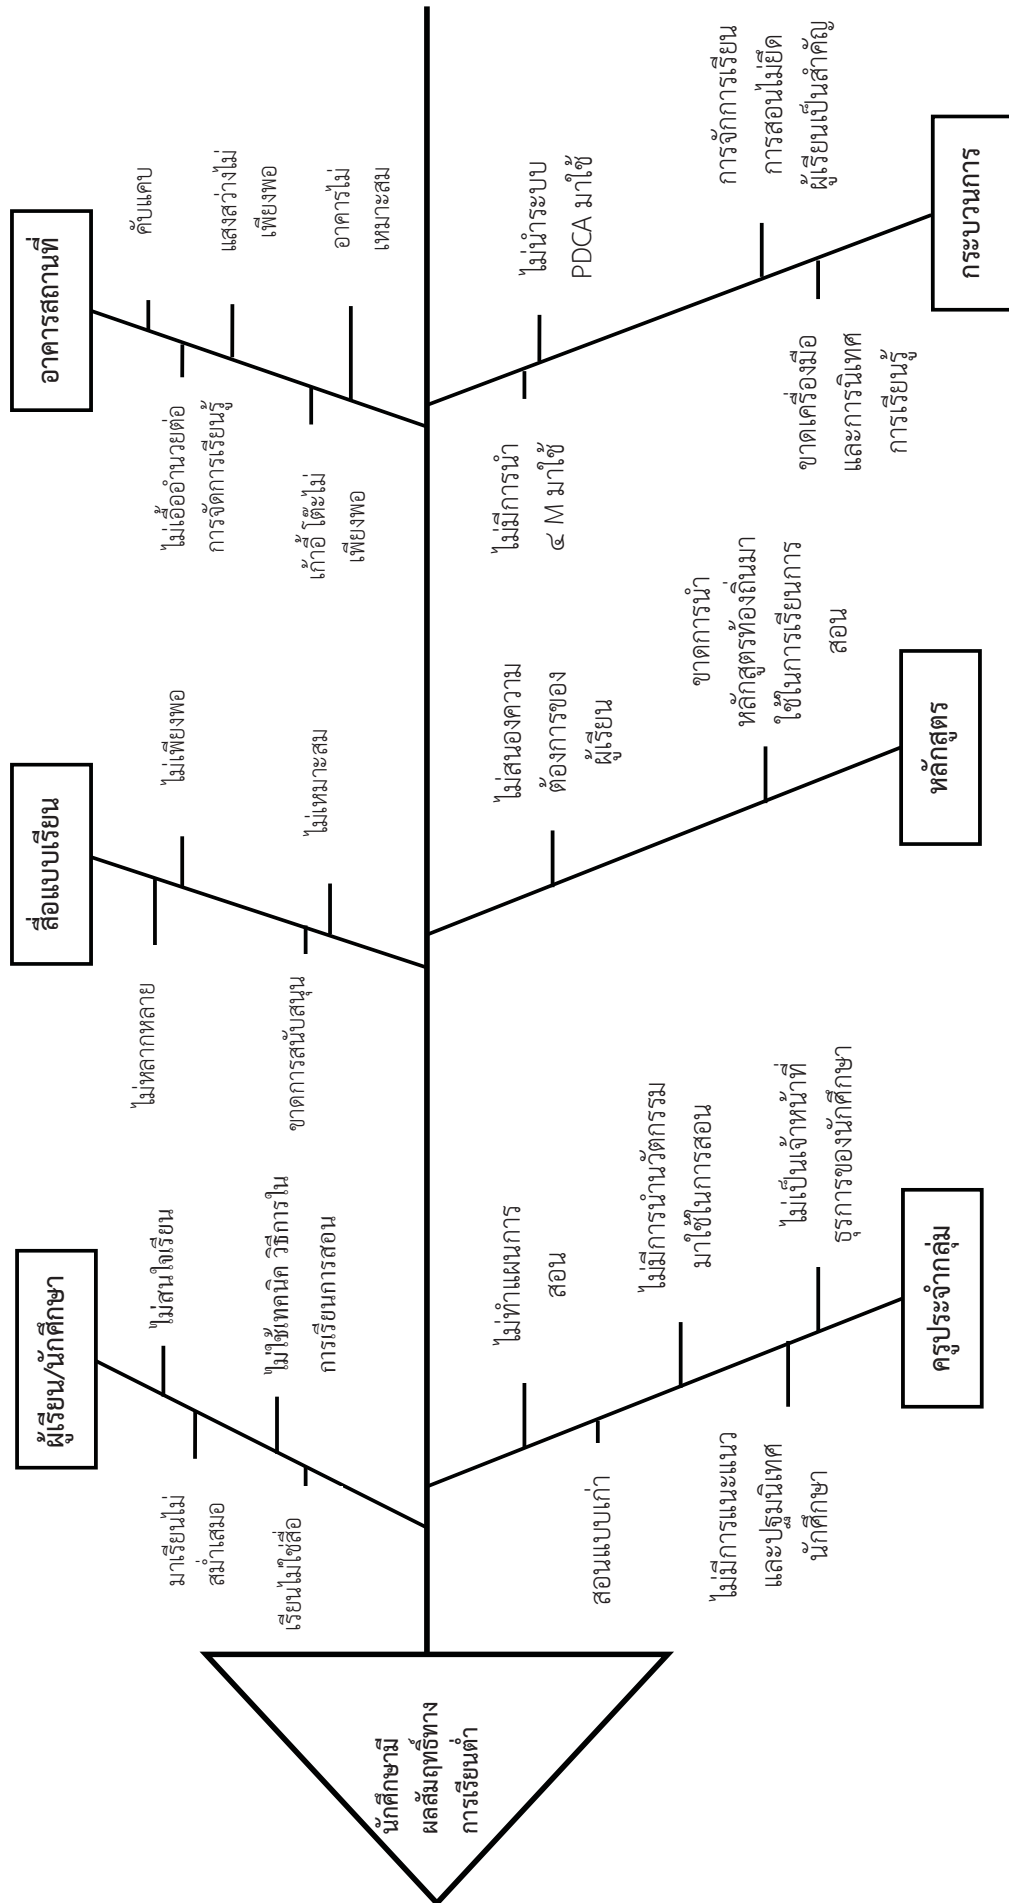 ผู้เรียน/นักศึกษา
มาเรียนไม่
สม่ำเสมอ
ไม่สนใจเรียน
เรียนไม่ใช่สื่อ
ไม่ใช้เทคนิค วิธีการใน
การเรียนการสอน
สื่อแบบเรียน
ไม่หลากหลาย
ไม่เพียงพอ
ขาดการสนับสนุน
ไม่เหมาะสม
อาคารสถานที่
คับแคบ
ไม่เอื้ออำนวยต่อ
การจัดการเรียนรู้
แสงสว่างไม่
เพียงพอ
เก้าอี้ โต๊ะไม่
เพียงพอ
อาคารไม่
เหมาะสม
นักศึกษามี
ผลสัมฤทธิ์ทาง
การเรียนต่ำ
ไม่ทำแผนการ
สอน
สอนแบบเก่า
ไม่มีการนำนวัตกรรม
มาใช้ในการสอน
ไม่มีการแนะแนว
และปฐมนิเทศ
นักศึกษา
ไม่เป็นเจ้าหน้าที่
ธุรการของนักศึกษา
ครูประจำกลุ่ม
ไม่สนองความ
ต้องการของ
ผู้เรียน
ขาดการนำ
หลักสูตรท้องถิ่นมา
ใช้ในการเรียนการ
สอน
หลักสูตร
ไม่มีการนำ
๔ M มาใช้
ไม่นำระบบ
PDCA มาใช้
การจักการเรียน
การสอนไม่ยึด
ผู้เรียนเป็นสำคัญ
ขาดเครื่องมือ
และการนิเทศ
การเรียนรู้
กระบวนการ